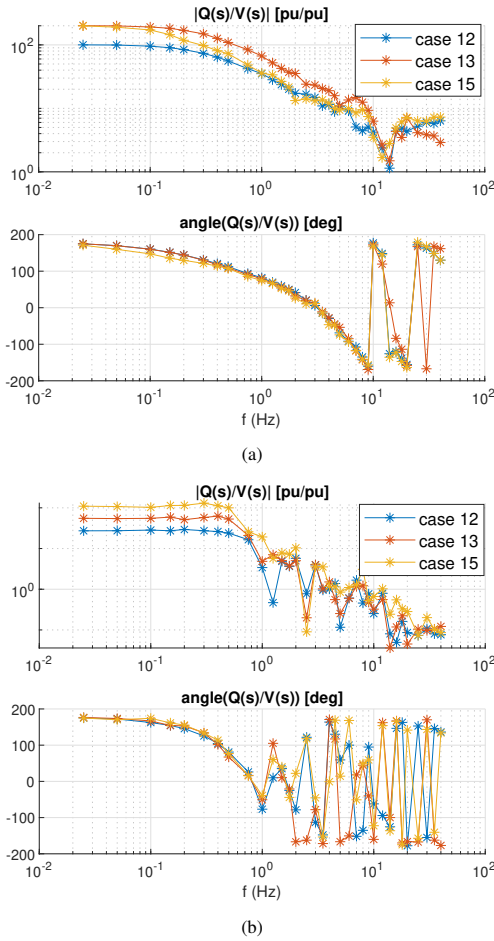 |Q(s)/V(s)| [pu/pu]
case 12
case 13
case 15
10^2
10^0
10^-2 10^-1 10^0 10^1 10^2
angle(Q(s)/V(s)) [deg]
200
100
0
-100
-200
10^-2 10^-1 10^0 10^1 10^2
f (Hz)
(a)
|Q(s)/V(s)| [pu/pu]
case 12
case 13
case 15
10^0
10^-2 10^-1 10^0 10^1 10^2
angle(Q(s)/V(s)) [deg]
200
100
0
-100
-200
10^-2 10^-1 10^0 10^1 10^2
f (Hz)
(b)